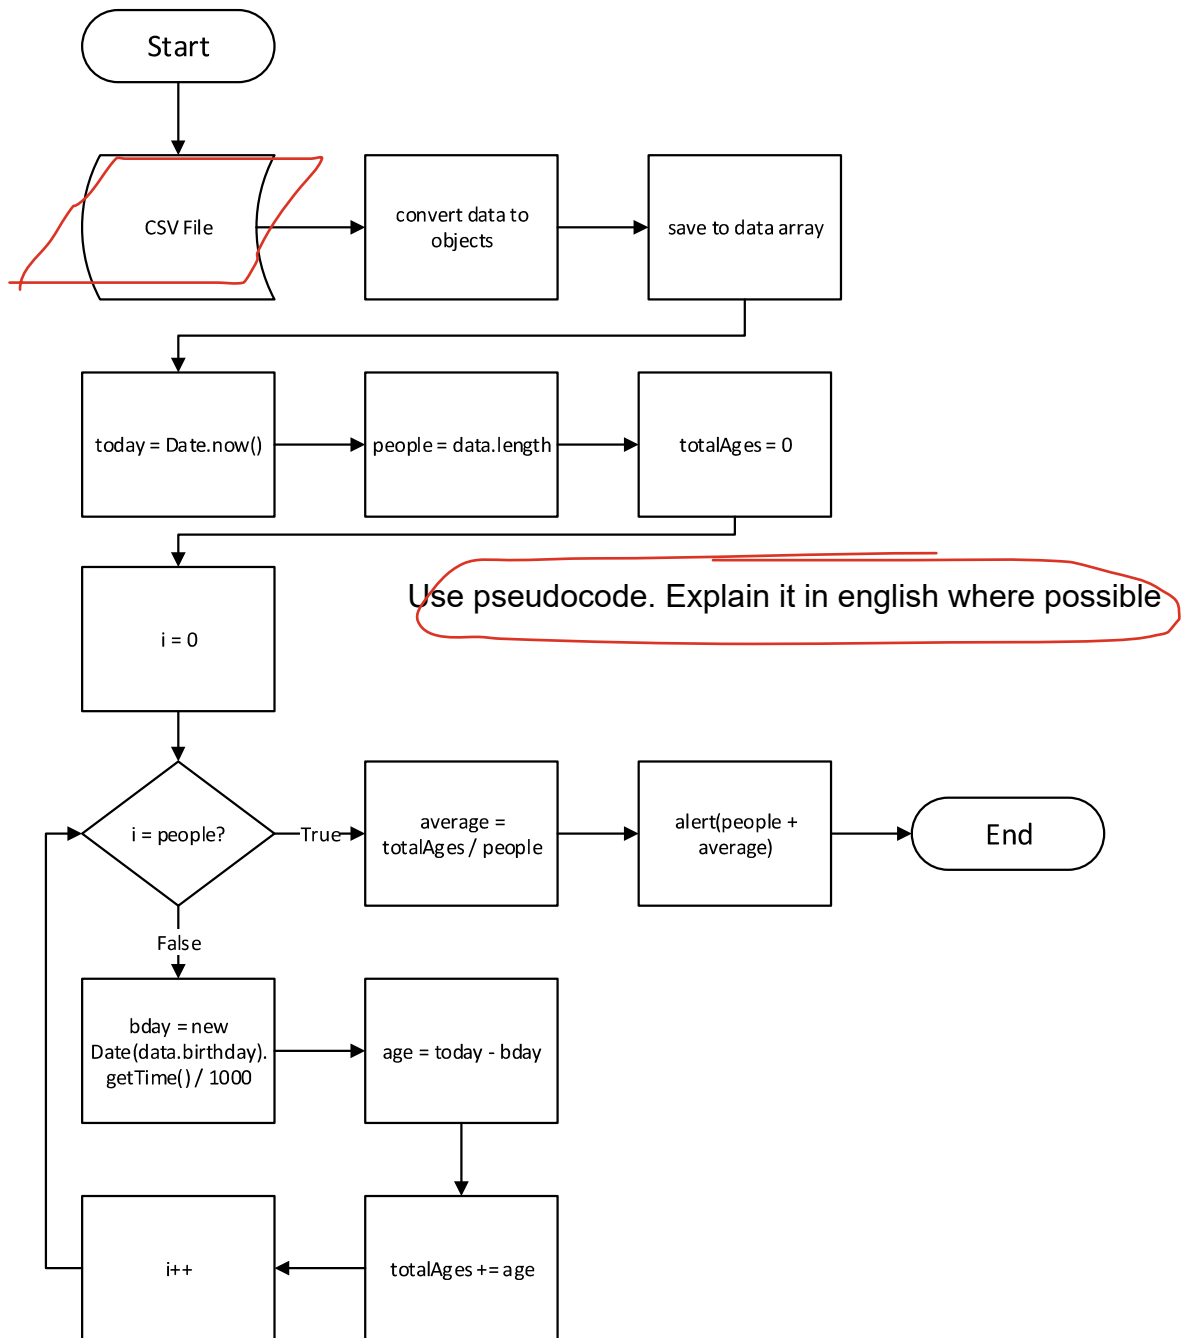 Start
CSV File
convert data to
objects
save to data array
today = Date.now()
people = data.length
totalAges = 0
i = 0
Use pseudocode. Explain it in english where possible
i = people?
True
average =
totalAges / people
alert(people +
average)
End
False
bday = new
Date(data.birthday).
getTime() / 1000
age = today - bday
i++
totalAges += age